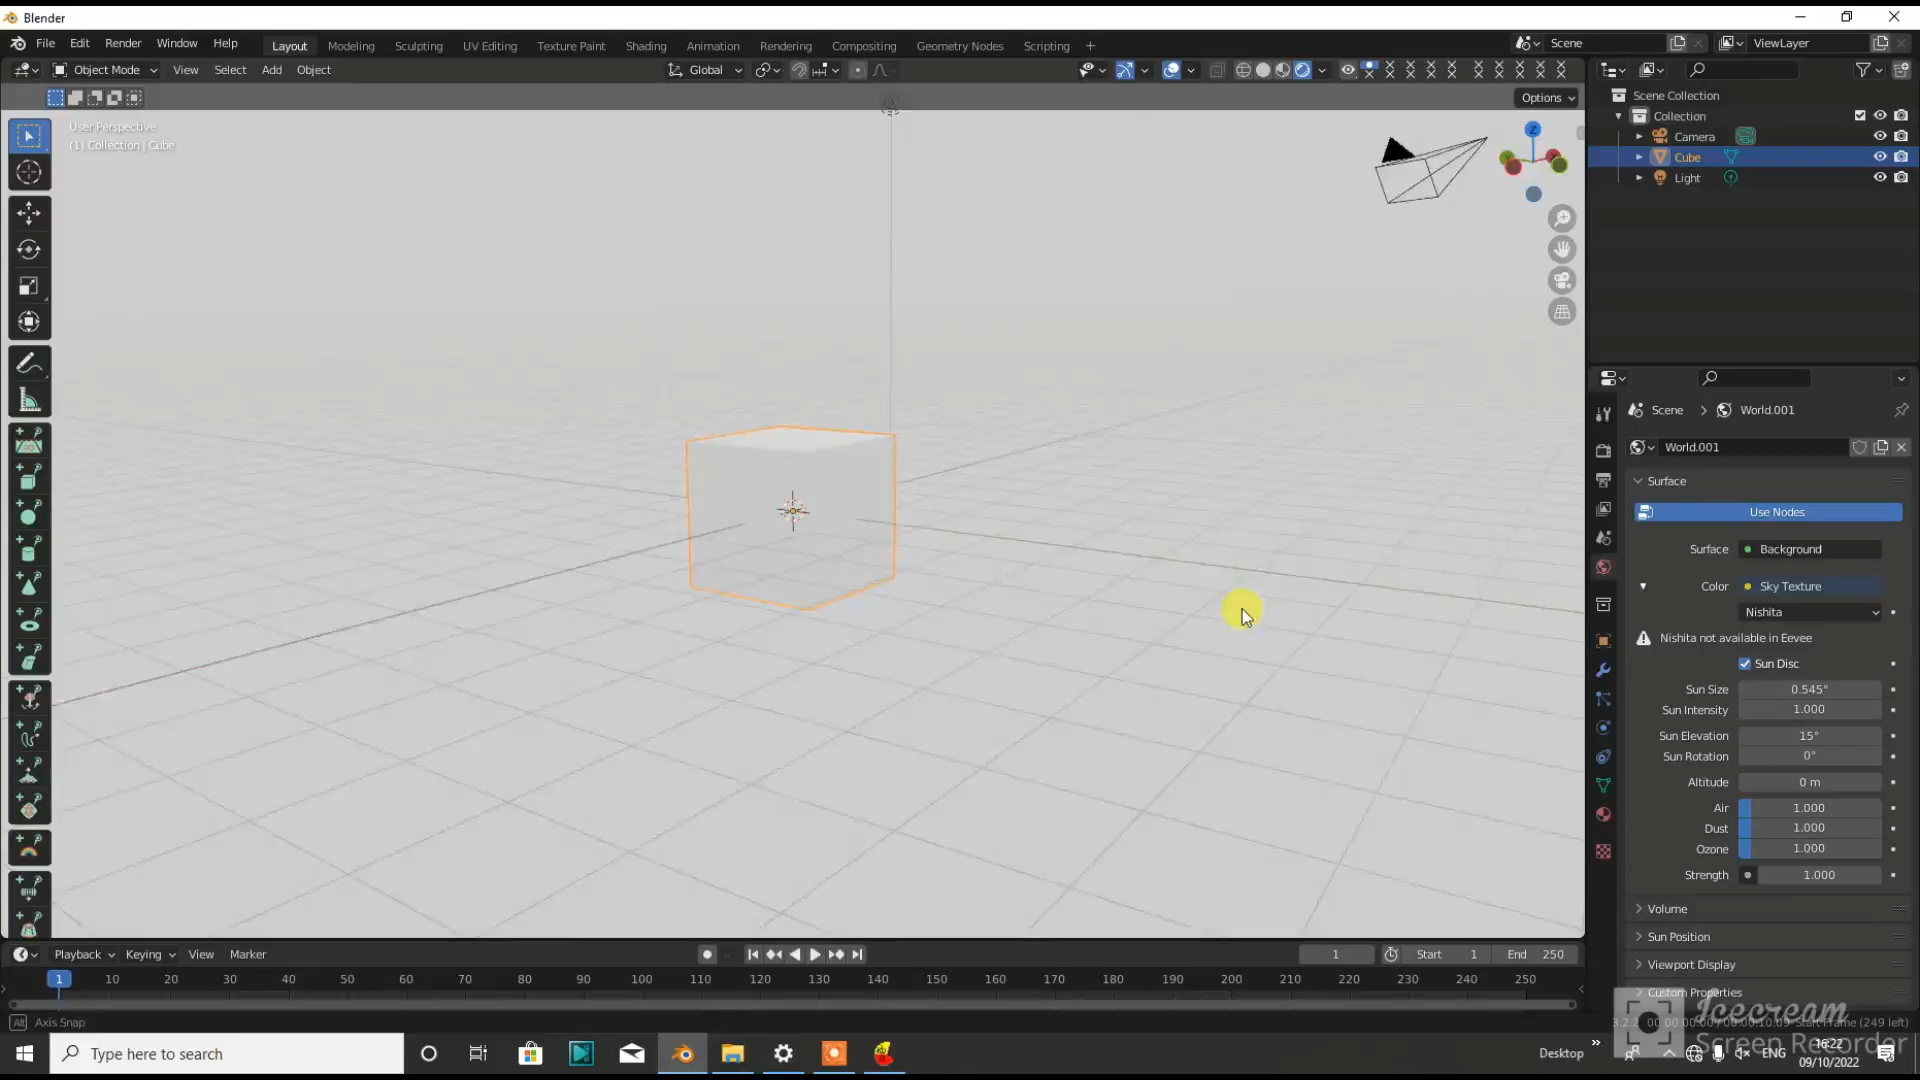 Blender
File Edit Render Window Help Layout Modeling Sculpting UV Editing Texture Paint Shading Animation Rendering Compositing Geometry Nodes Scripting + Scene ViewLayer
Object Mode View Select Add Object Global
Options
User Perspective
(1) Collection | Cube
Scene Collection
Collection
Camera
Cube
Light
Z
Scene > World.001
World.001
Surface
Use Nodes
Surface Background
Color Sky Texture
Nishita
Nishita not available in Eevee
Sun Disc
Sun Size 0.545°
Sun Intensity 1.000
Sun Elevation 15°
Sun Rotation 0°
Altitude 0 m
Air 1.000
Dust 1.000
Ozone 1.000
Strength 1.000
Volume
Sun Position
Viewport Display
Custom Properties
Playback Keying View Marker 1 Start 1 End 250
1 10 20 30 40 50 60 70 80 90 100 110 120 130 140 150 160 170 180 190 200 210 220 230 240 250
Alt Axis Snap
Icecream
Screen Recorder
Type here to search
Desktop
ENG
16:22
09/10/2022